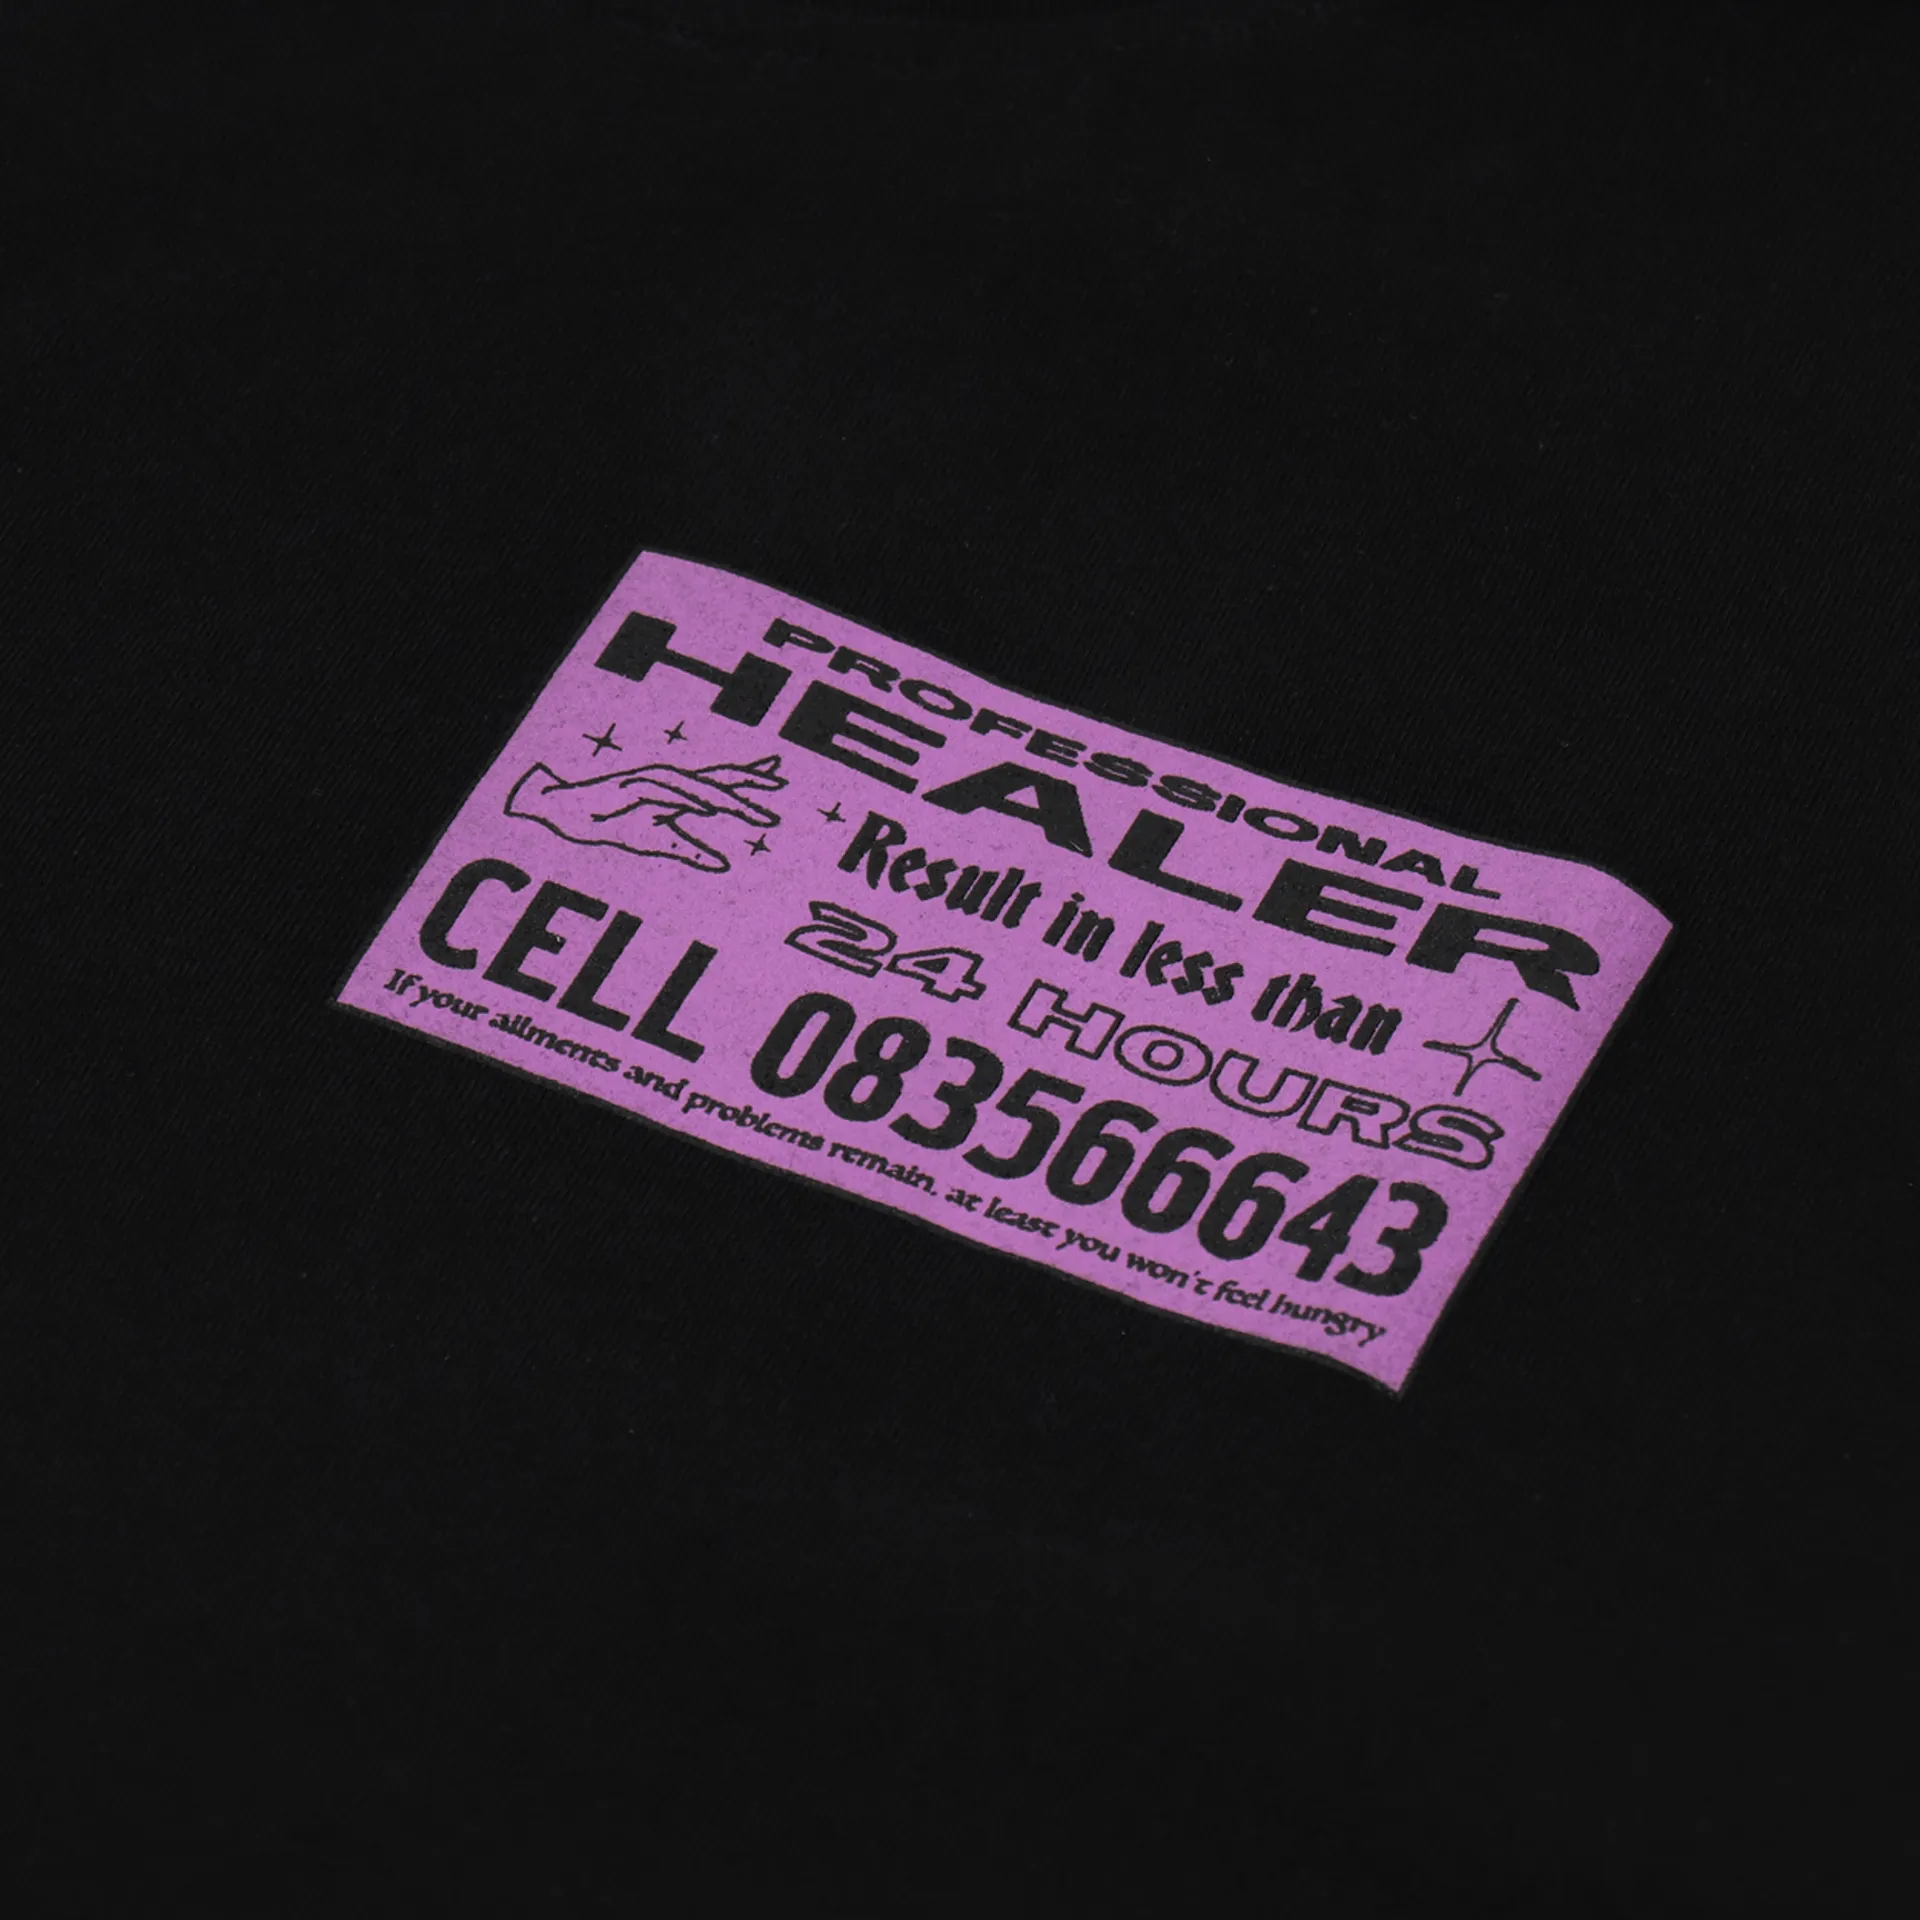 PROFESSIONAL
HEALER
Result in less than
24 HOURS
CELL 083566643
If your ailments and problems remain, at least you won't feel hungry